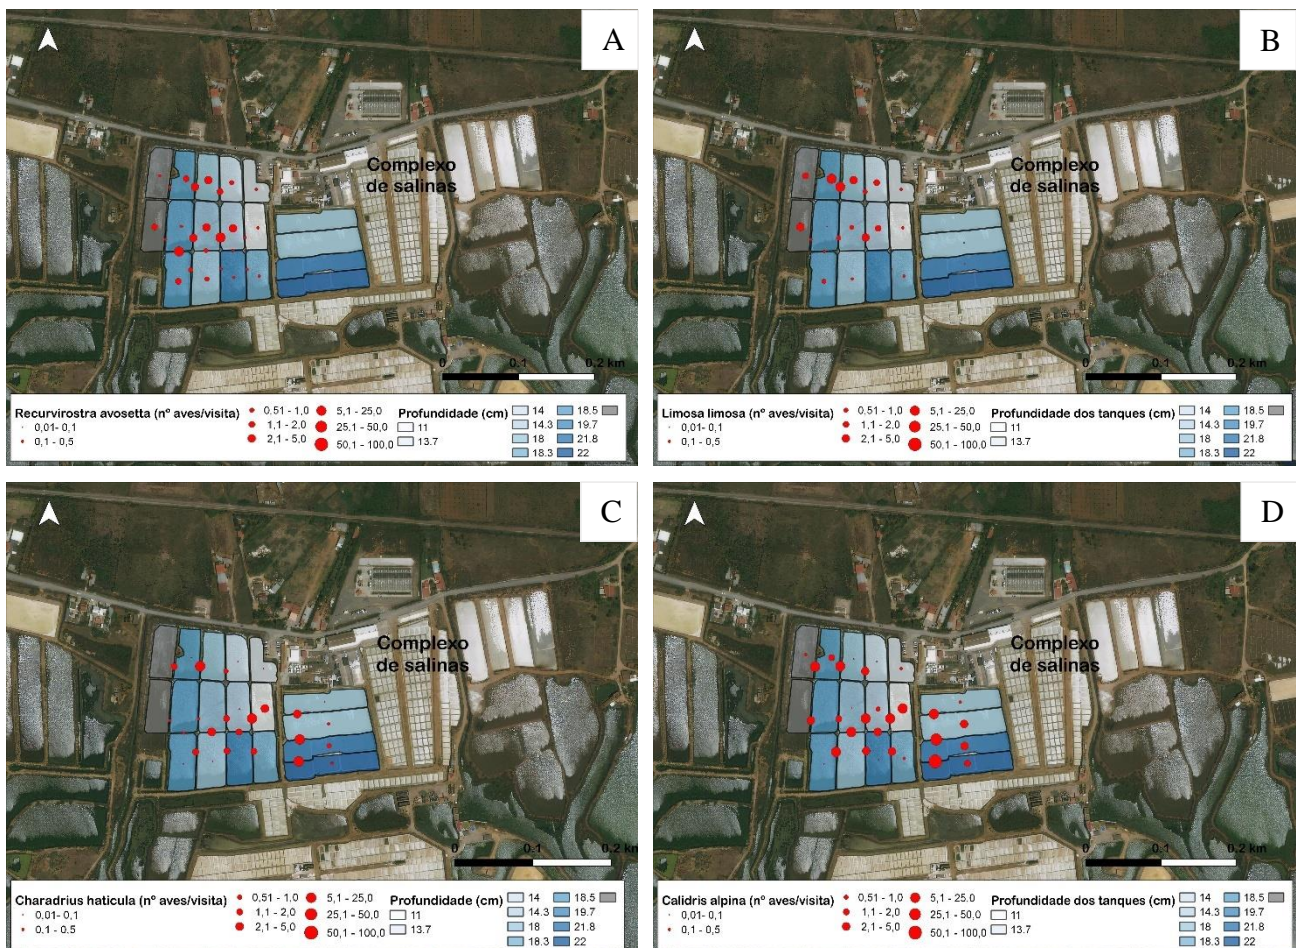 A
Complexo
de salinas
0 0.1 0.2 km
Recurvirostra avosetta (nº aves/visita)
0,01- 0,1
0,1 - 0,5
0,51 - 1,0
1,1 - 2,0
2,1 - 5,0
5,1 - 25,0
25,1 - 50,0
50,1 - 100,0
Profundidade (cm)
11
13.7
14
14.3
18
18.3
18.5
19.7
21.8
22
B
Complexo
de salinas
0 0.1 0.2 km
Limosa limosa (nº aves/visita)
0,01- 0,1
0,1 - 0,5
0,51 - 1,0
1,1 - 2,0
2,1 - 5,0
5,1 - 25,0
25,1 - 50,0
50,1 - 100,0
Profundidade dos tanques (cm)
11
13.7
14
14.3
18
18.3
18.5
19.7
21.8
22
C
Complexo
de salinas
0 0.1 0.2 km
Charadrius haticula (nº aves/visita)
0,01- 0,1
0,1 - 0,5
0,51 - 1,0
1,1 - 2,0
2,1 - 5,0
5,1 - 25,0
25,1 - 50,0
50,1 - 100,0
Profundidade (cm)
11
13.7
14
14.3
18
18.3
18.5
19.7
21.8
22
D
Complexo
de salinas
0 0.1 0.2 km
Calidris alpina (nº aves/visita)
0,01- 0,1
0,1 - 0,5
0,51 - 1,0
1,1 - 2,0
2,1 - 5,0
5,1 - 25,0
25,1 - 50,0
50,1 - 100,0
Profundidade (cm)
11
13.7
14
14.3
18
18.3
18.5
19.7
21.8
22